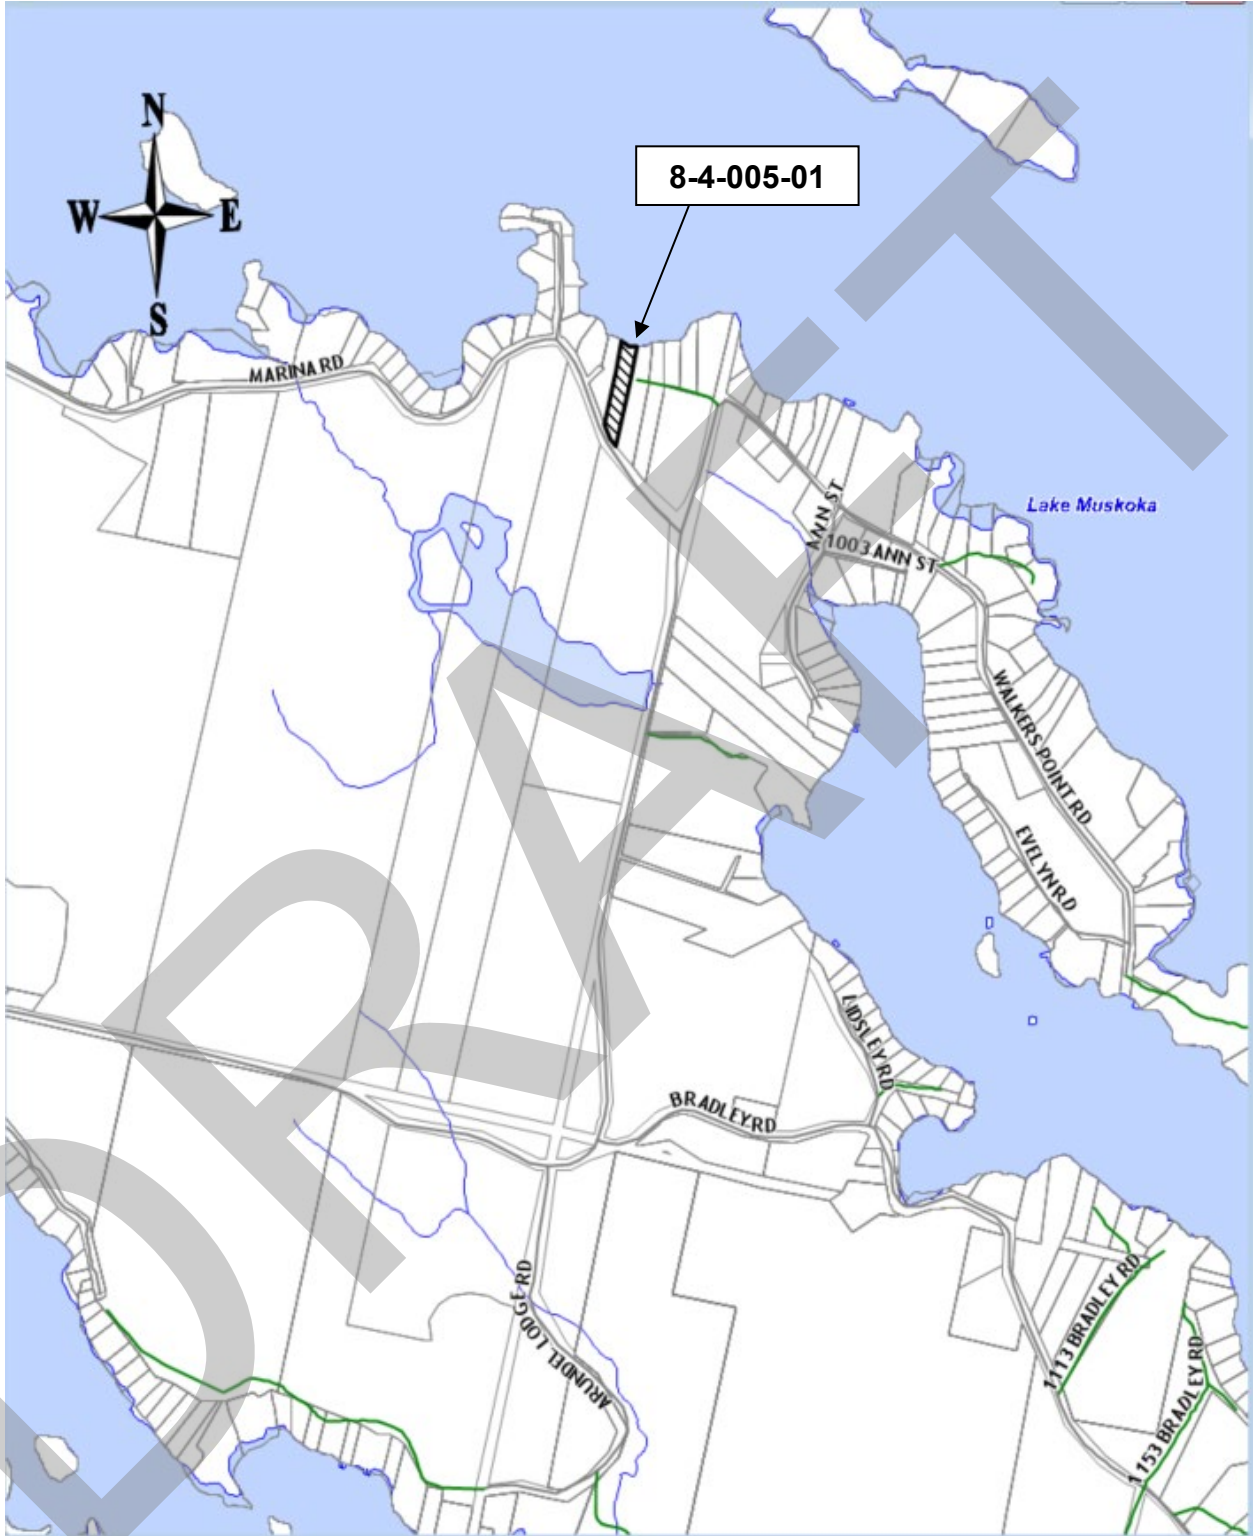 N
W E
S
8-4-005-01
MARINA RD
Lake Muskoka
ANN ST
1003 ANN ST
WALKERS POINT RD
EVELYN RD
LIDSLEY RD
BRADLEY RD
ARUNDEL LODGE RD
1113 BRADLEY RD
1153 BRADLEY RD
DRAFT